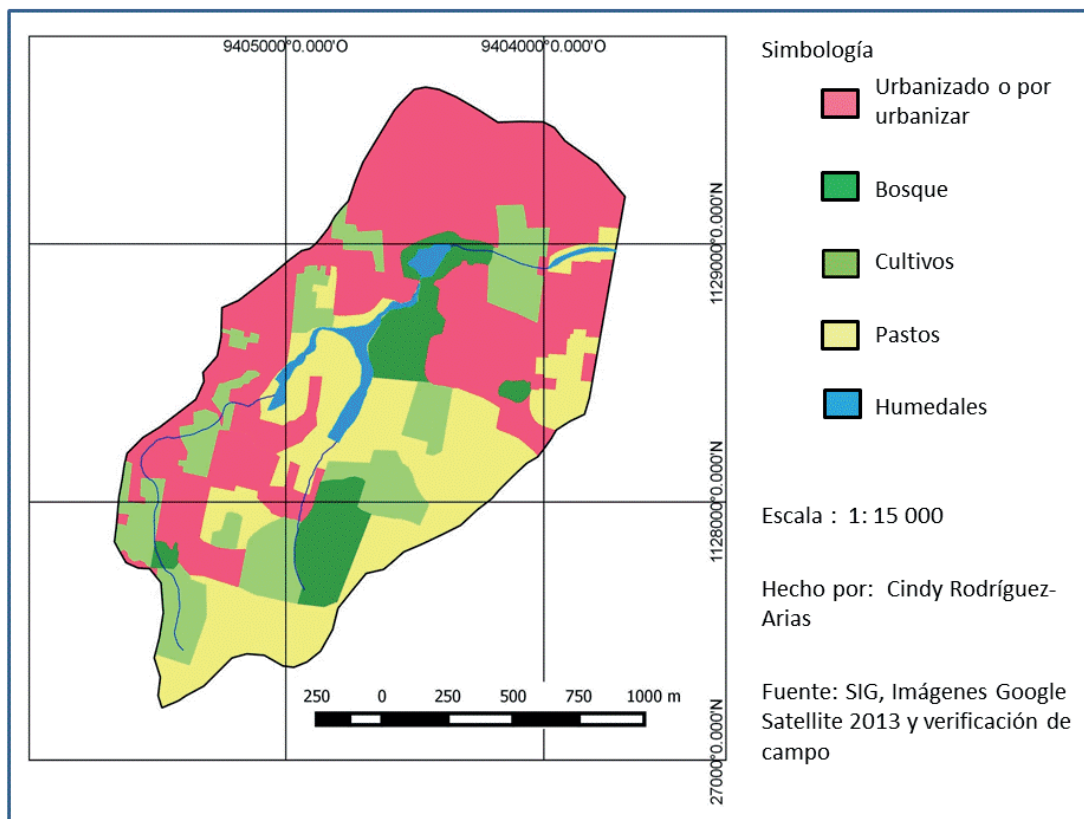 9405000°0.000'O
9404000°0.000'O
1129000°0.000'N
1128000°0.000'N
27000°0.000'N
250 0 250 500 750 1000 m
Simbología
Urbanizado o por
urbanizar
Bosque
Cultivos
Pastos
Humedales
Escala : 1: 15 000
Hecho por: Cindy Rodríguez-
Arias
Fuente: SIG, Imágenes Google
Satellite 2013 y verificación de
campo